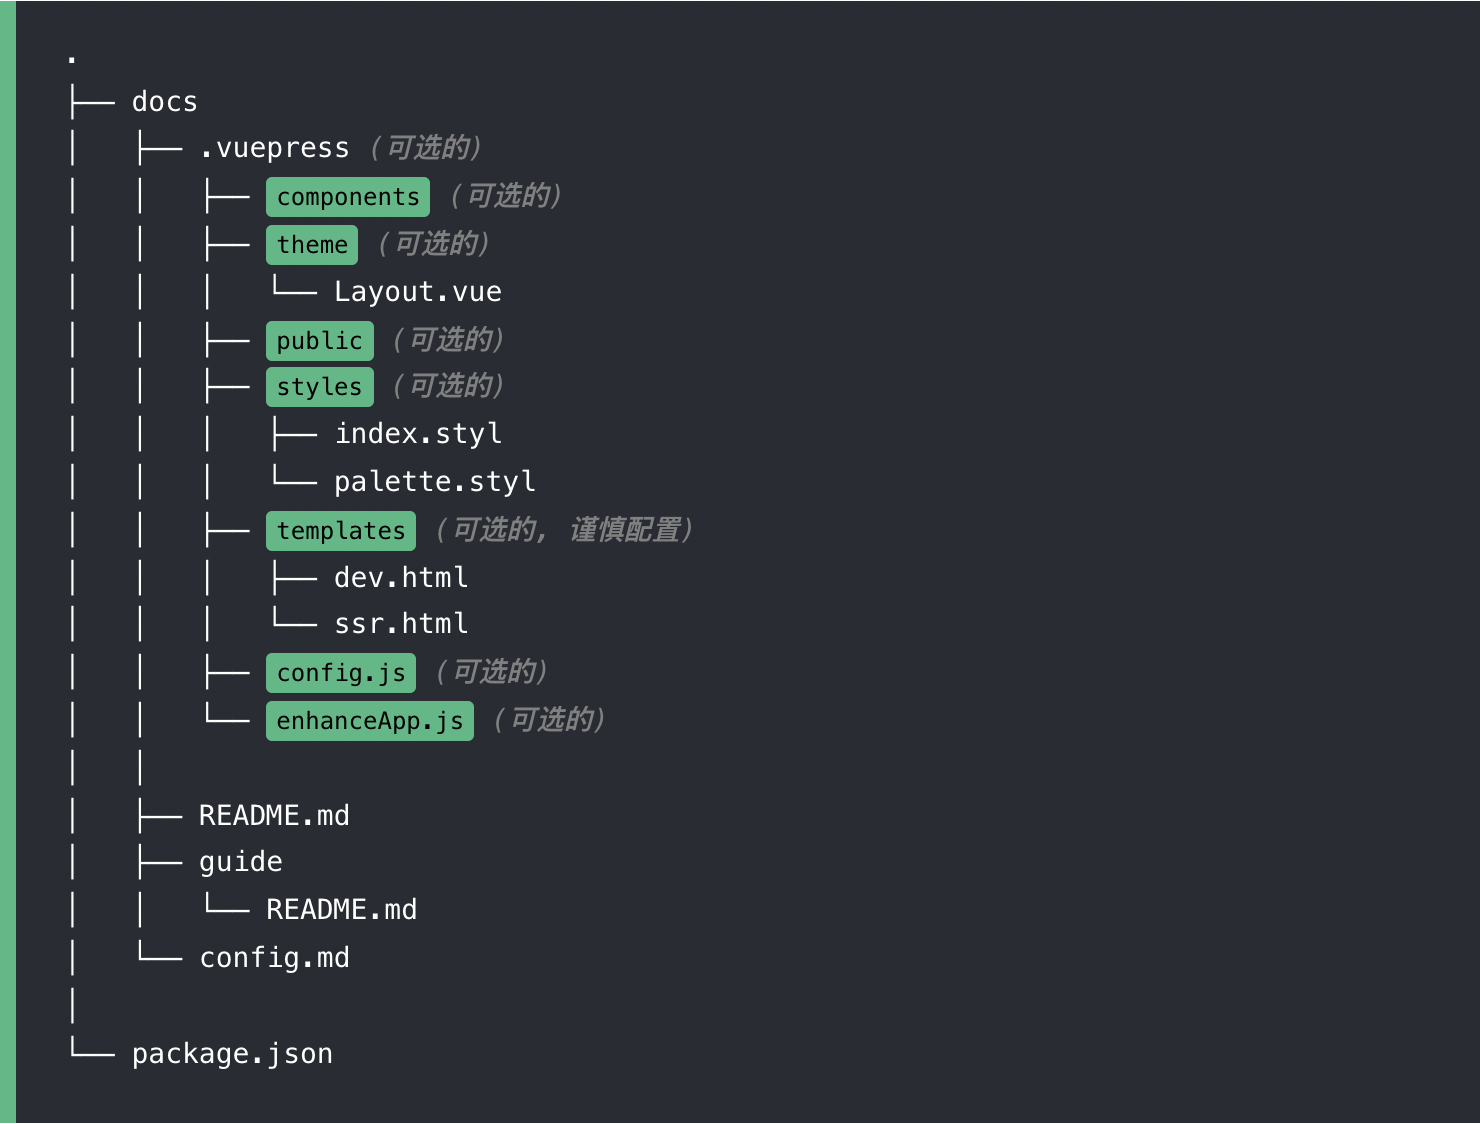 .
├── docs
│   ├── .vuepress (可选的)
│   │   ├── components (可选的)
│   │   ├── theme (可选的)
│   │   │   └── Layout.vue
│   │   ├── public (可选的)
│   │   ├── styles (可选的)
│   │   │   ├── index.styl
│   │   │   └── palette.styl
│   │   ├── templates (可选的, 谨慎配置)
│   │   │   ├── dev.html
│   │   │   └── ssr.html
│   │   ├── config.js (可选的)
│   │   └── enhanceApp.js (可选的)
│   │
│   ├── README.md
│   ├── guide
│   │   └── README.md
│   └── config.md
│
└── package.json